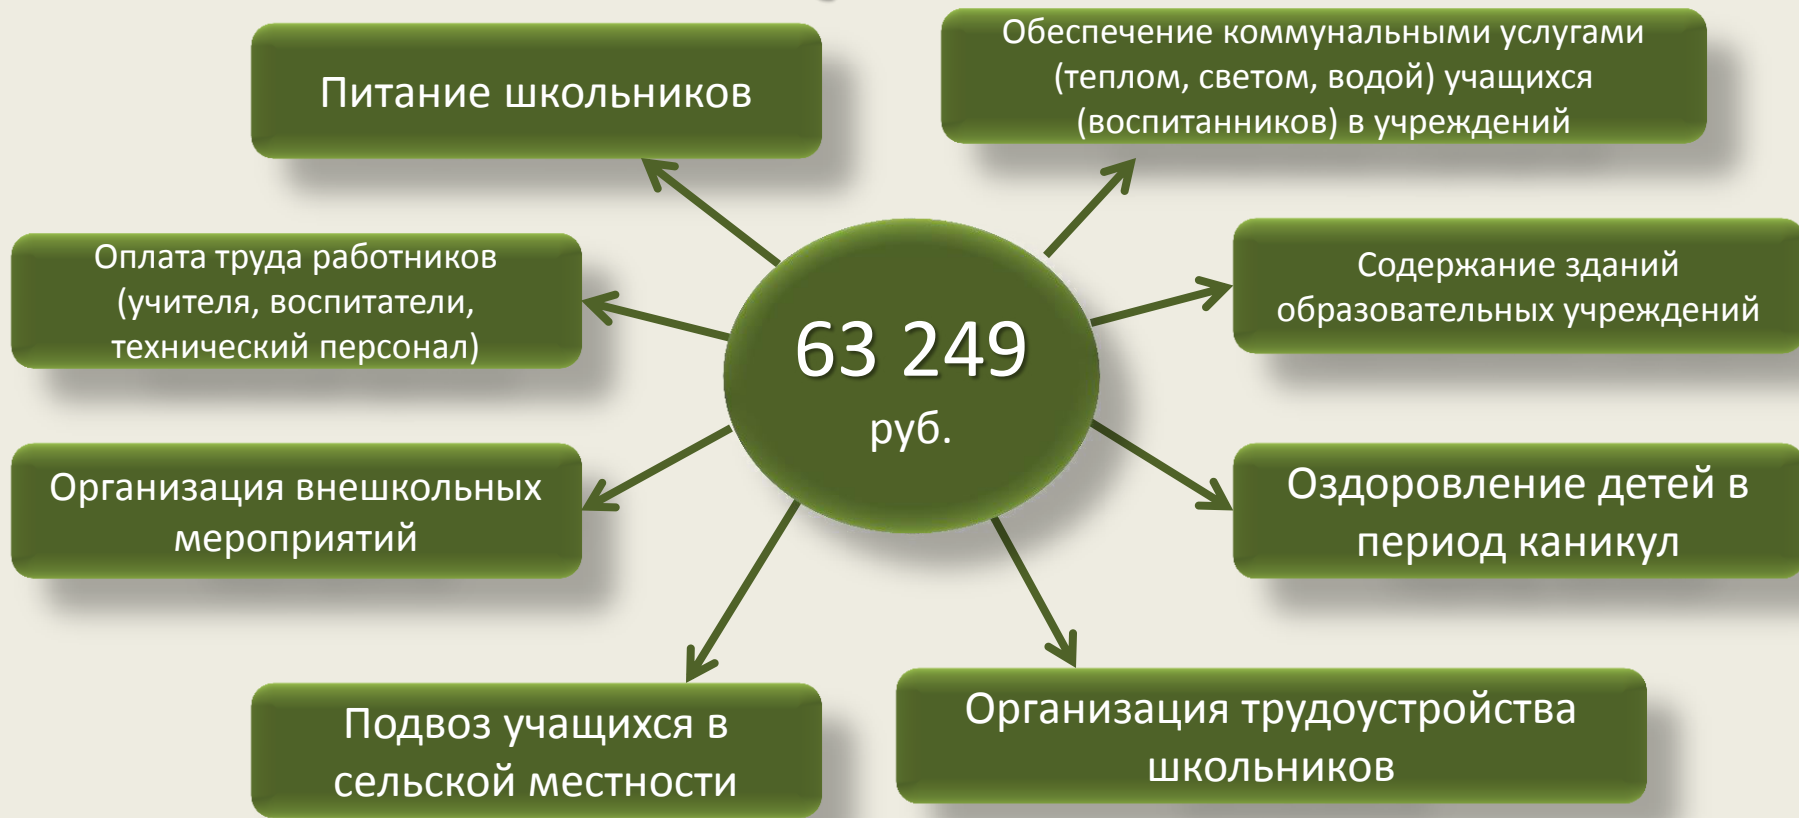 Питание школьников
Обеспечение коммунальными услугами
(теплом, светом, водой) учащихся
(воспитанников) в учреждений
Оплата труда работников
(учителя, воспитатели,
технический персонал)
Содержание зданий
образовательных учреждений
63 249
руб.
Организация внешкольных
мероприятий
Оздоровление детей в
период каникул
Подвоз учащихся в
сельской местности
Организация трудоустройства
школьников